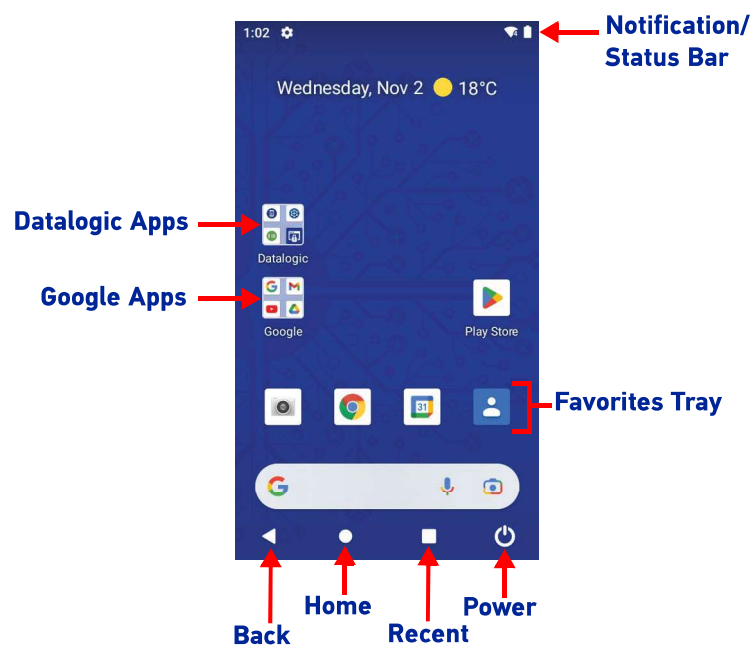 1:02
Notification/
Status Bar
Wednesday, Nov 2 18°C
Datalogic Apps
Datalogic
Google Apps
Google
Play Store
31
Favorites Tray
G
Back
Home
Recent
Power